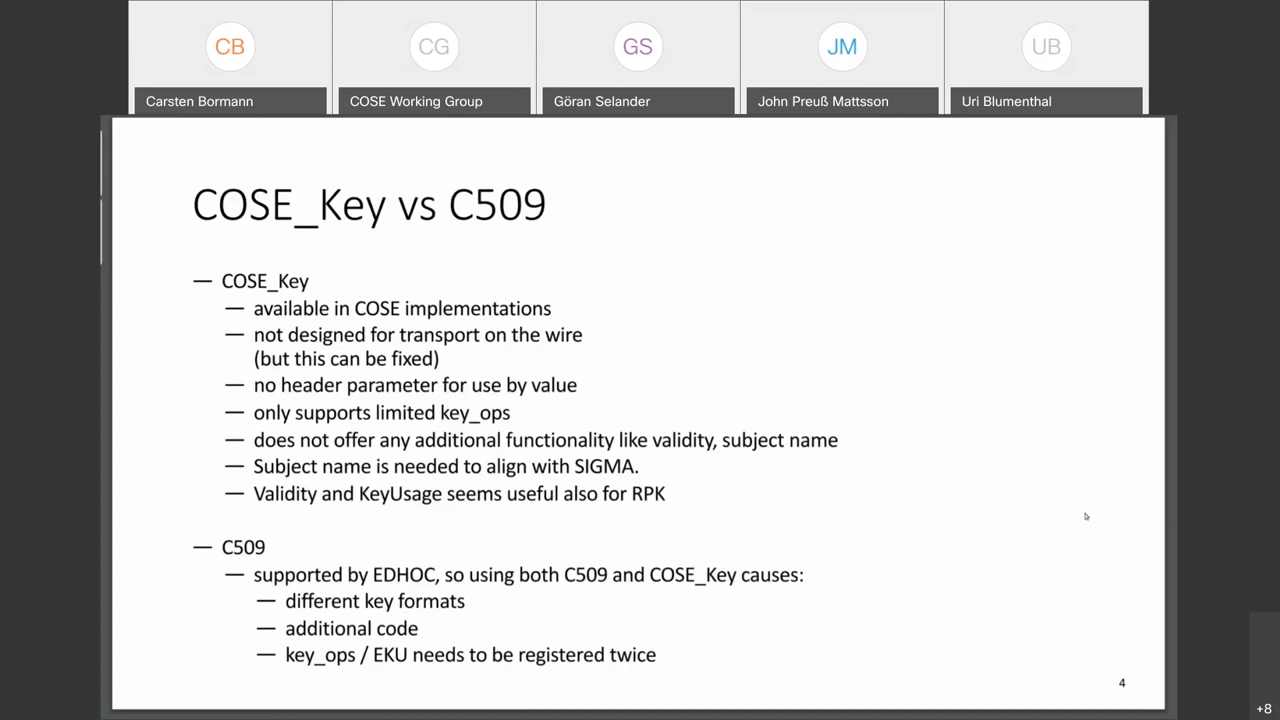 CB
CG
GS
JM
UB
Carsten Bormann
COSE Working Group
Göran Selander
John Preuß Mattsson
Uri Blumenthal
COSE_Key vs C509
— COSE_Key
— available in COSE implementations
— not designed for transport on the wire
(but this can be fixed)
— no header parameter for use by value
— only supports limited key_ops
— does not offer any additional functionality like validity, subject name
— Subject name is needed to align with SIGMA.
— Validity and KeyUsage seems useful also for RPK
— C509
— supported by EDHOC, so using both C509 and COSE_Key causes:
— different key formats
— additional code
— key_ops / EKU needs to be registered twice
4
+8